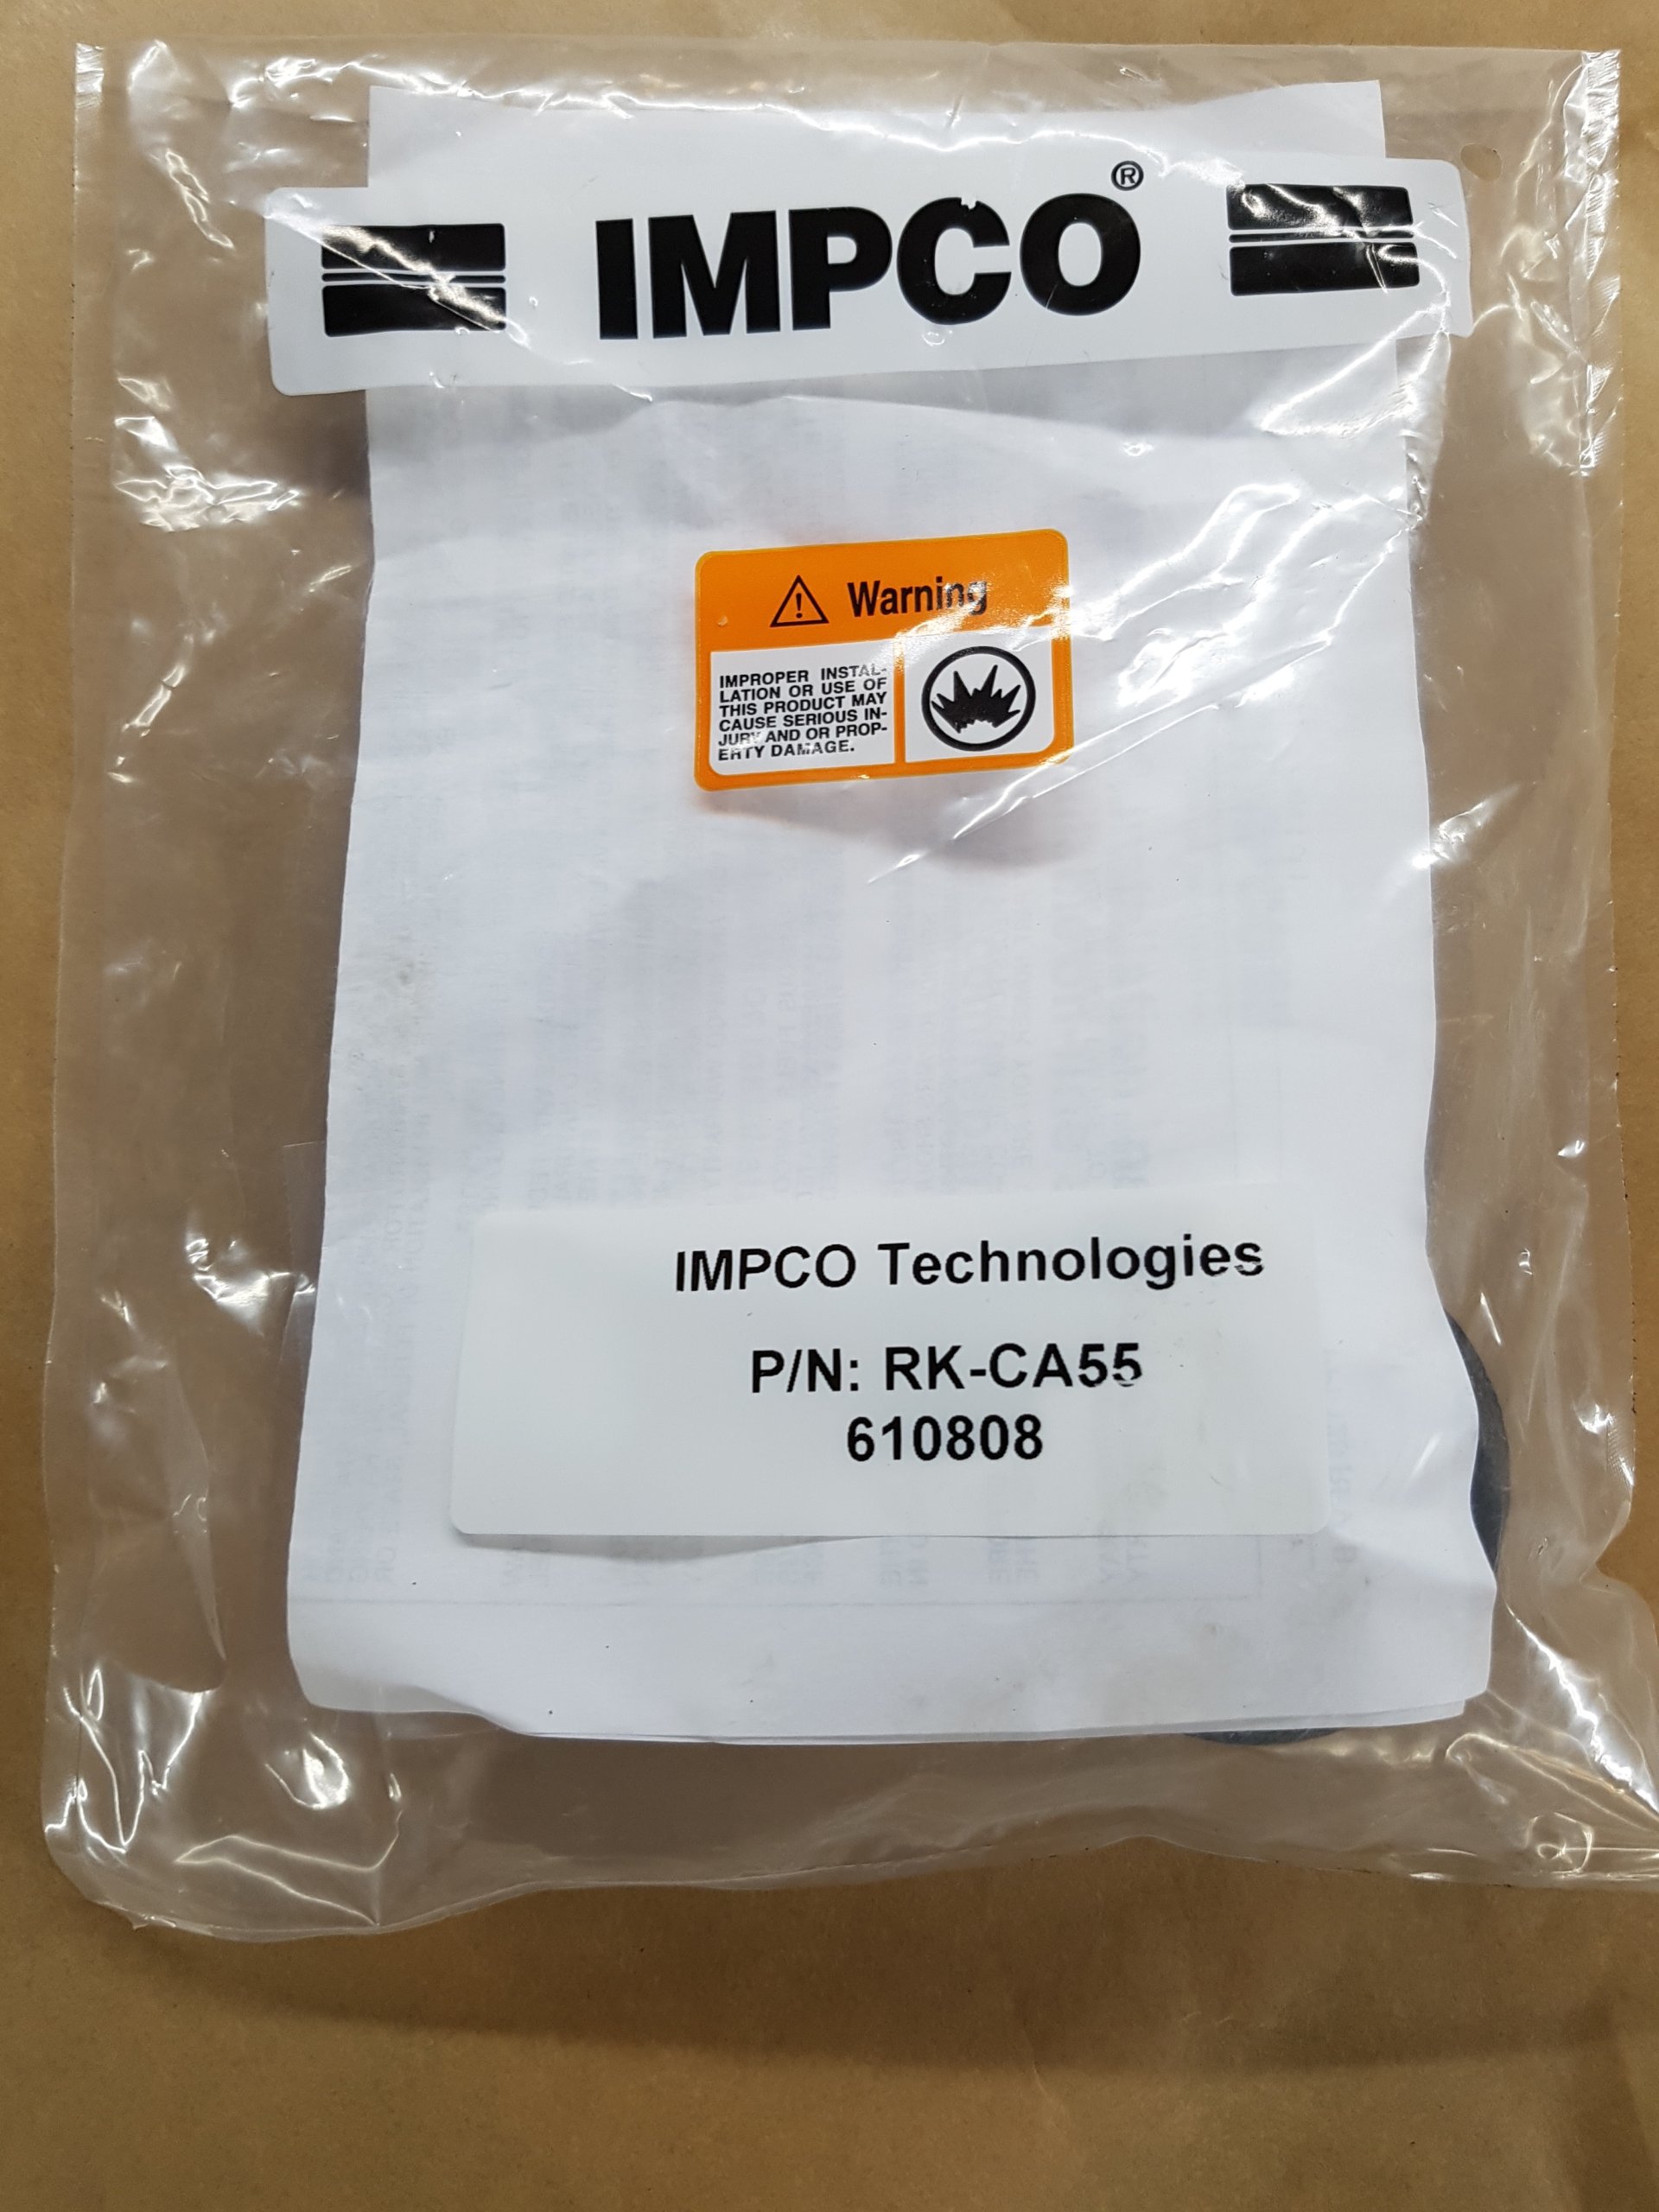 IMPCO®
Warning
IMPROPER INSTAL-
LATION OR USE OF
THIS PRODUCT MAY
CAUSE SERIOUS IN-
JURY AND OR PROP-
ERTY DAMAGE.
IMPCO Technologies
P/N: RK-CA55
610808